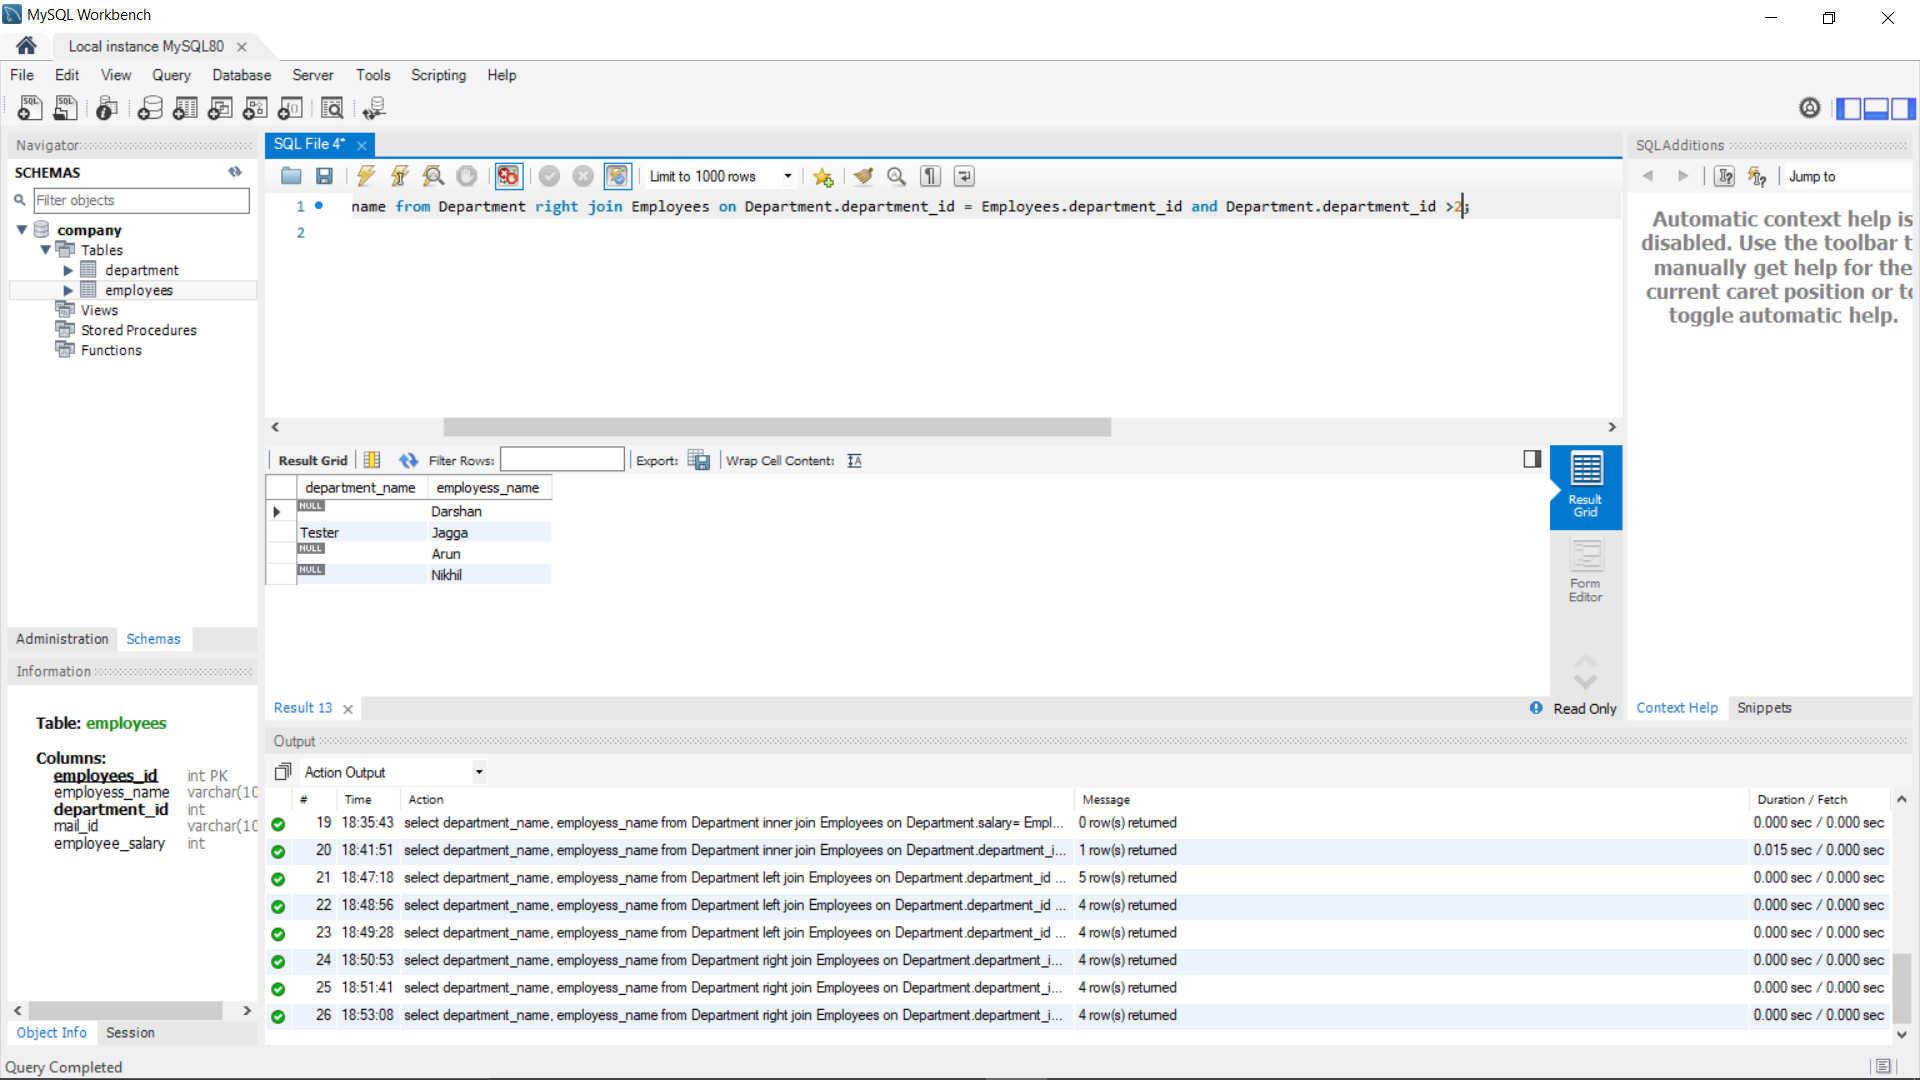 MySQL Workbench
Local instance MySQL80
File Edit View Query Database Server Tools Scripting Help
Navigator
SCHEMAS
Filter objects
company
Tables
department
employees
Views
Stored Procedures
Functions
Administration Schemas
Information
Table: employees
Columns:
employees_id int PK
employess_name varchar(10
department_id int
mail_id varchar(10
employee_salary int
Object Info Session
SQL File 4*
Limit to 1000 rows
1 name from Department right join Employees on Department.department_id = Employees.department_id and Department.department_id >2;
2
Result Grid Filter Rows: Export: Wrap Cell Content:
department_name employess_name
NULL Darshan
Tester Jagga
NULL Arun
NULL Nikhil
Result Grid
Form Editor
Result 13
Read Only
SQLAdditions
Jump to
Automatic context help is
disabled. Use the toolbar t
manually get help for the
current caret position or to
toggle automatic help.
Context Help Snippets
Output
Action Output
# Time Action Message Duration / Fetch
19 18:35:43 select department_name, employess_name from Department inner join Employees on Department.salary= Empl... 0 row(s) returned 0.000 sec / 0.000 sec
20 18:41:51 select department_name, employess_name from Department inner join Employees on Department.department_i... 1 row(s) returned 0.015 sec / 0.000 sec
21 18:47:18 select department_name, employess_name from Department left join Employees on Department.department_id ... 5 row(s) returned 0.000 sec / 0.000 sec
22 18:48:56 select department_name, employess_name from Department left join Employees on Department.department_id ... 4 row(s) returned 0.000 sec / 0.000 sec
23 18:49:28 select department_name, employess_name from Department left join Employees on Department.department_id ... 4 row(s) returned 0.000 sec / 0.000 sec
24 18:50:53 select department_name, employess_name from Department right join Employees on Department.department_i... 4 row(s) returned 0.000 sec / 0.000 sec
25 18:51:41 select department_name, employess_name from Department right join Employees on Department.department_i... 4 row(s) returned 0.000 sec / 0.000 sec
26 18:53:08 select department_name, employess_name from Department right join Employees on Department.department_i... 4 row(s) returned 0.000 sec / 0.000 sec
Query Completed